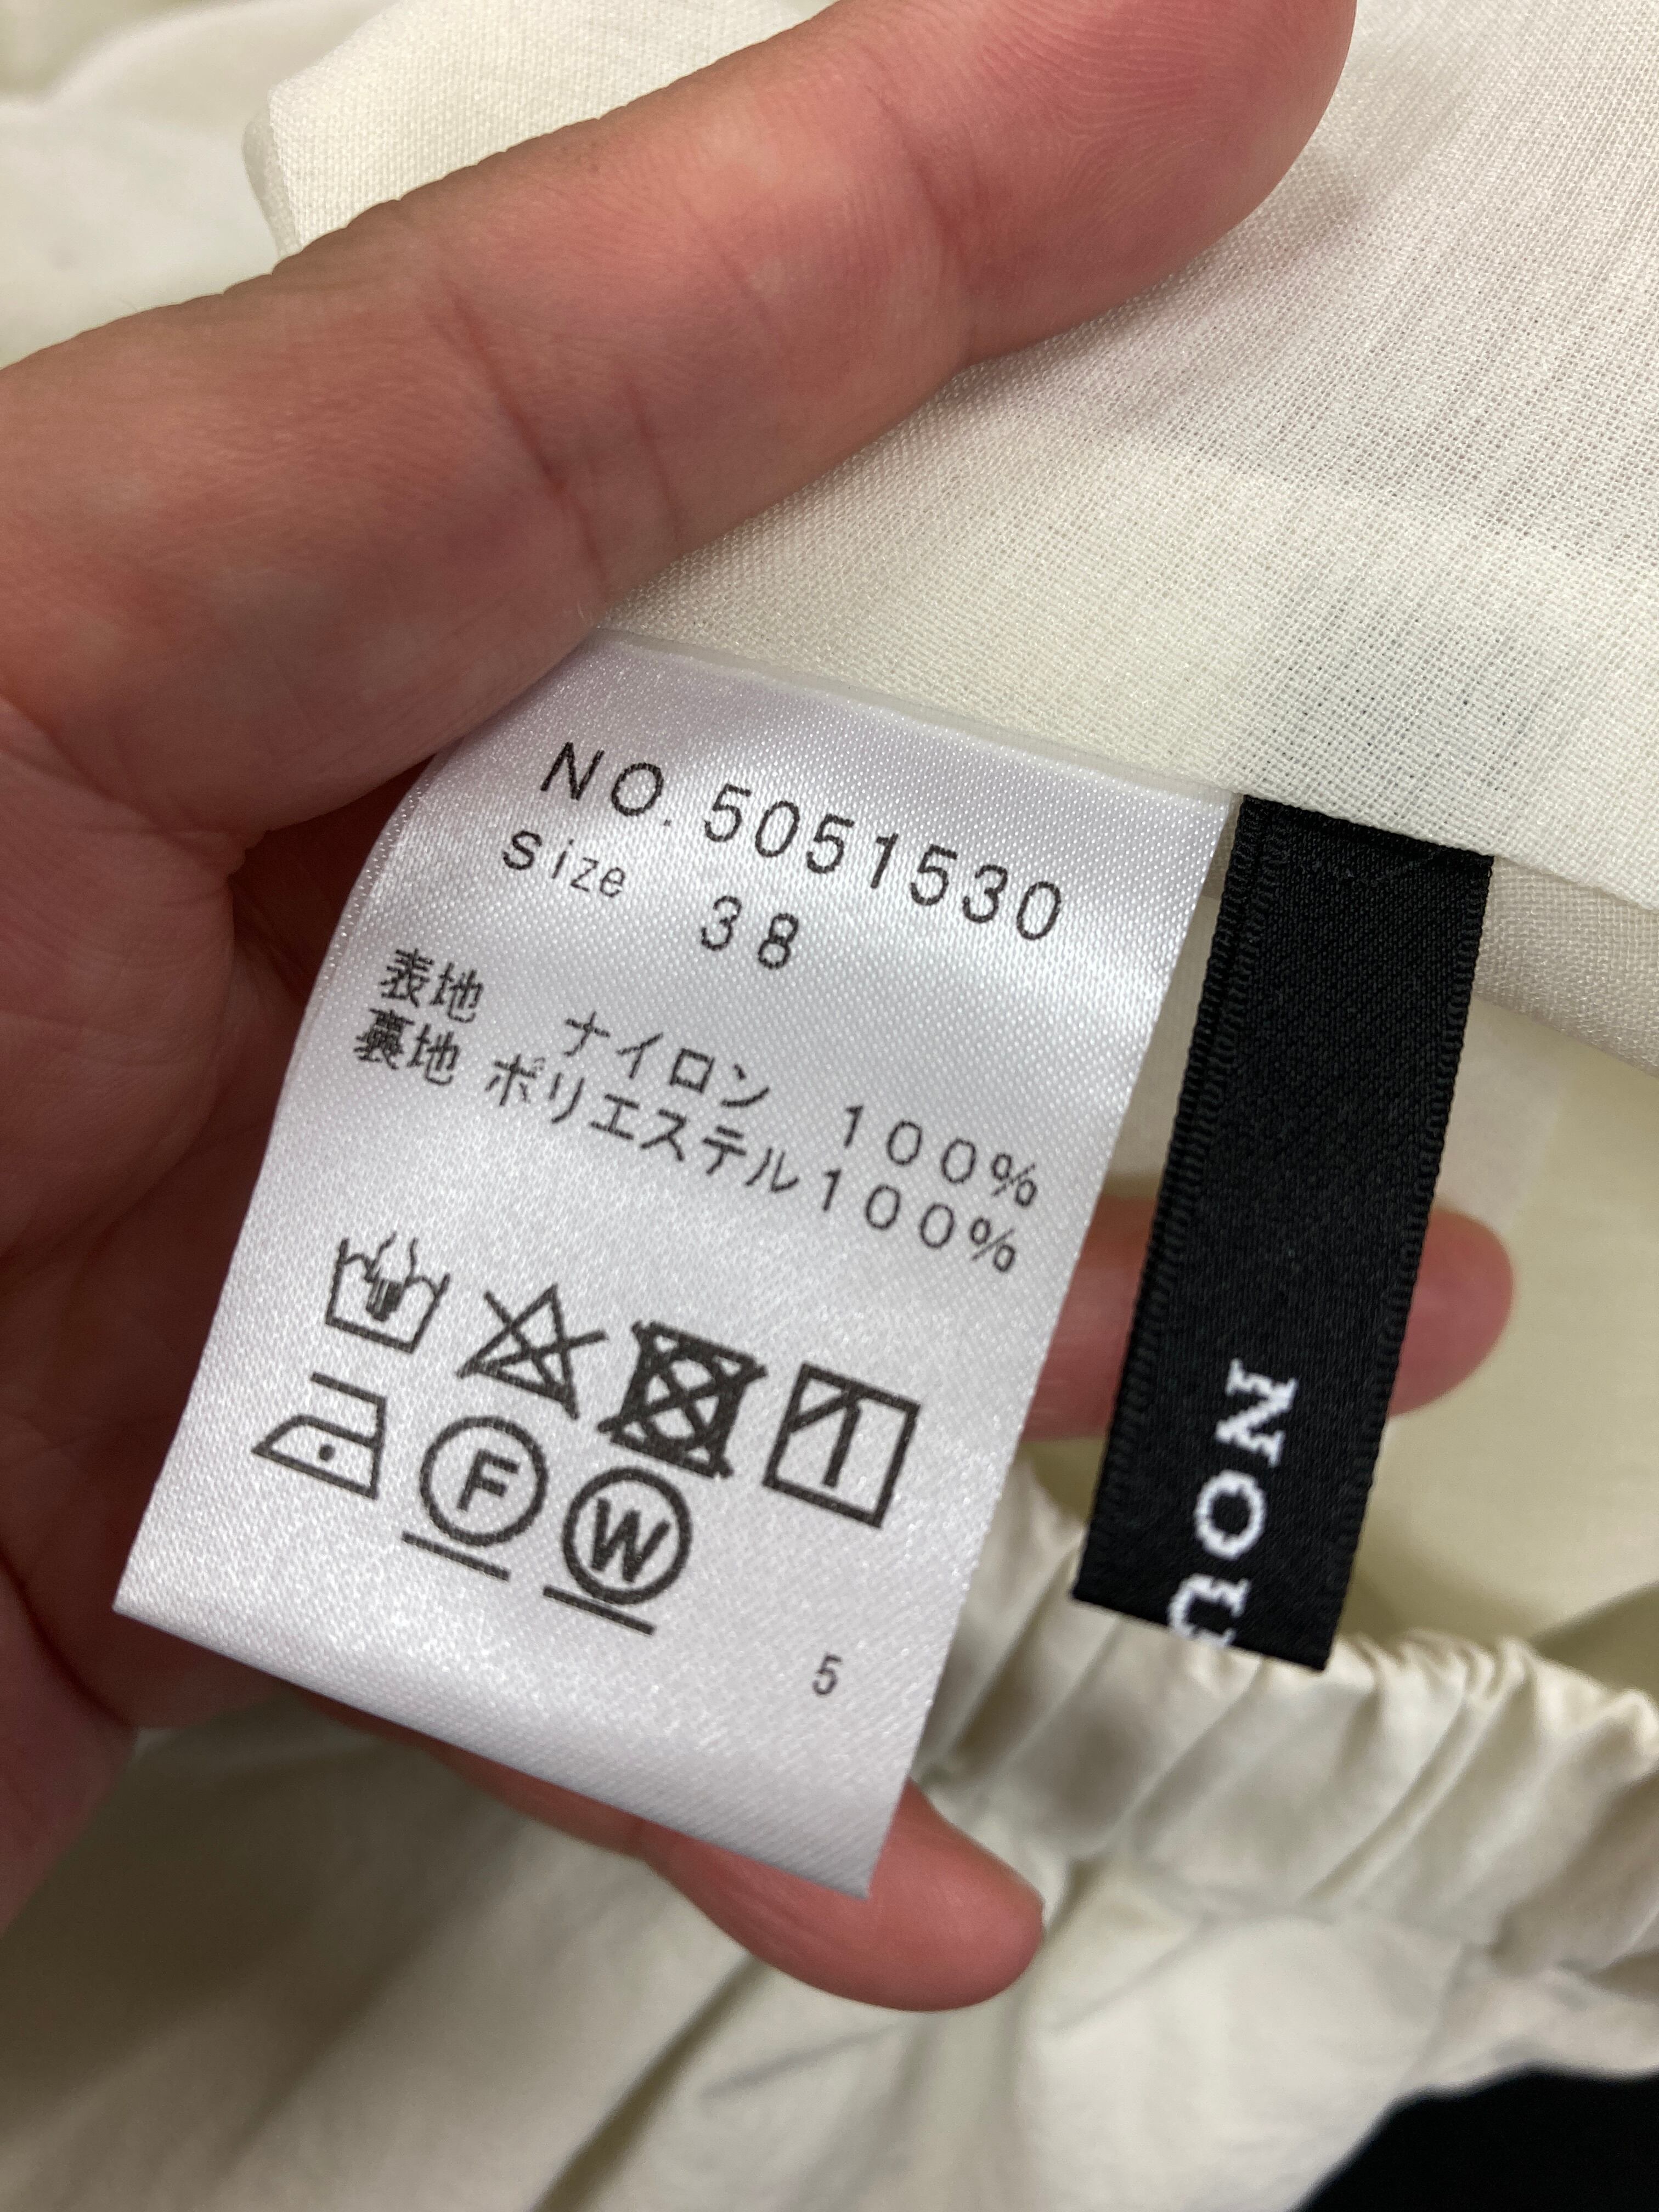 NO.5051530
Size 38
表地 ナイロン 100%
裏地 ポリエステル100%
F W
5
NOU